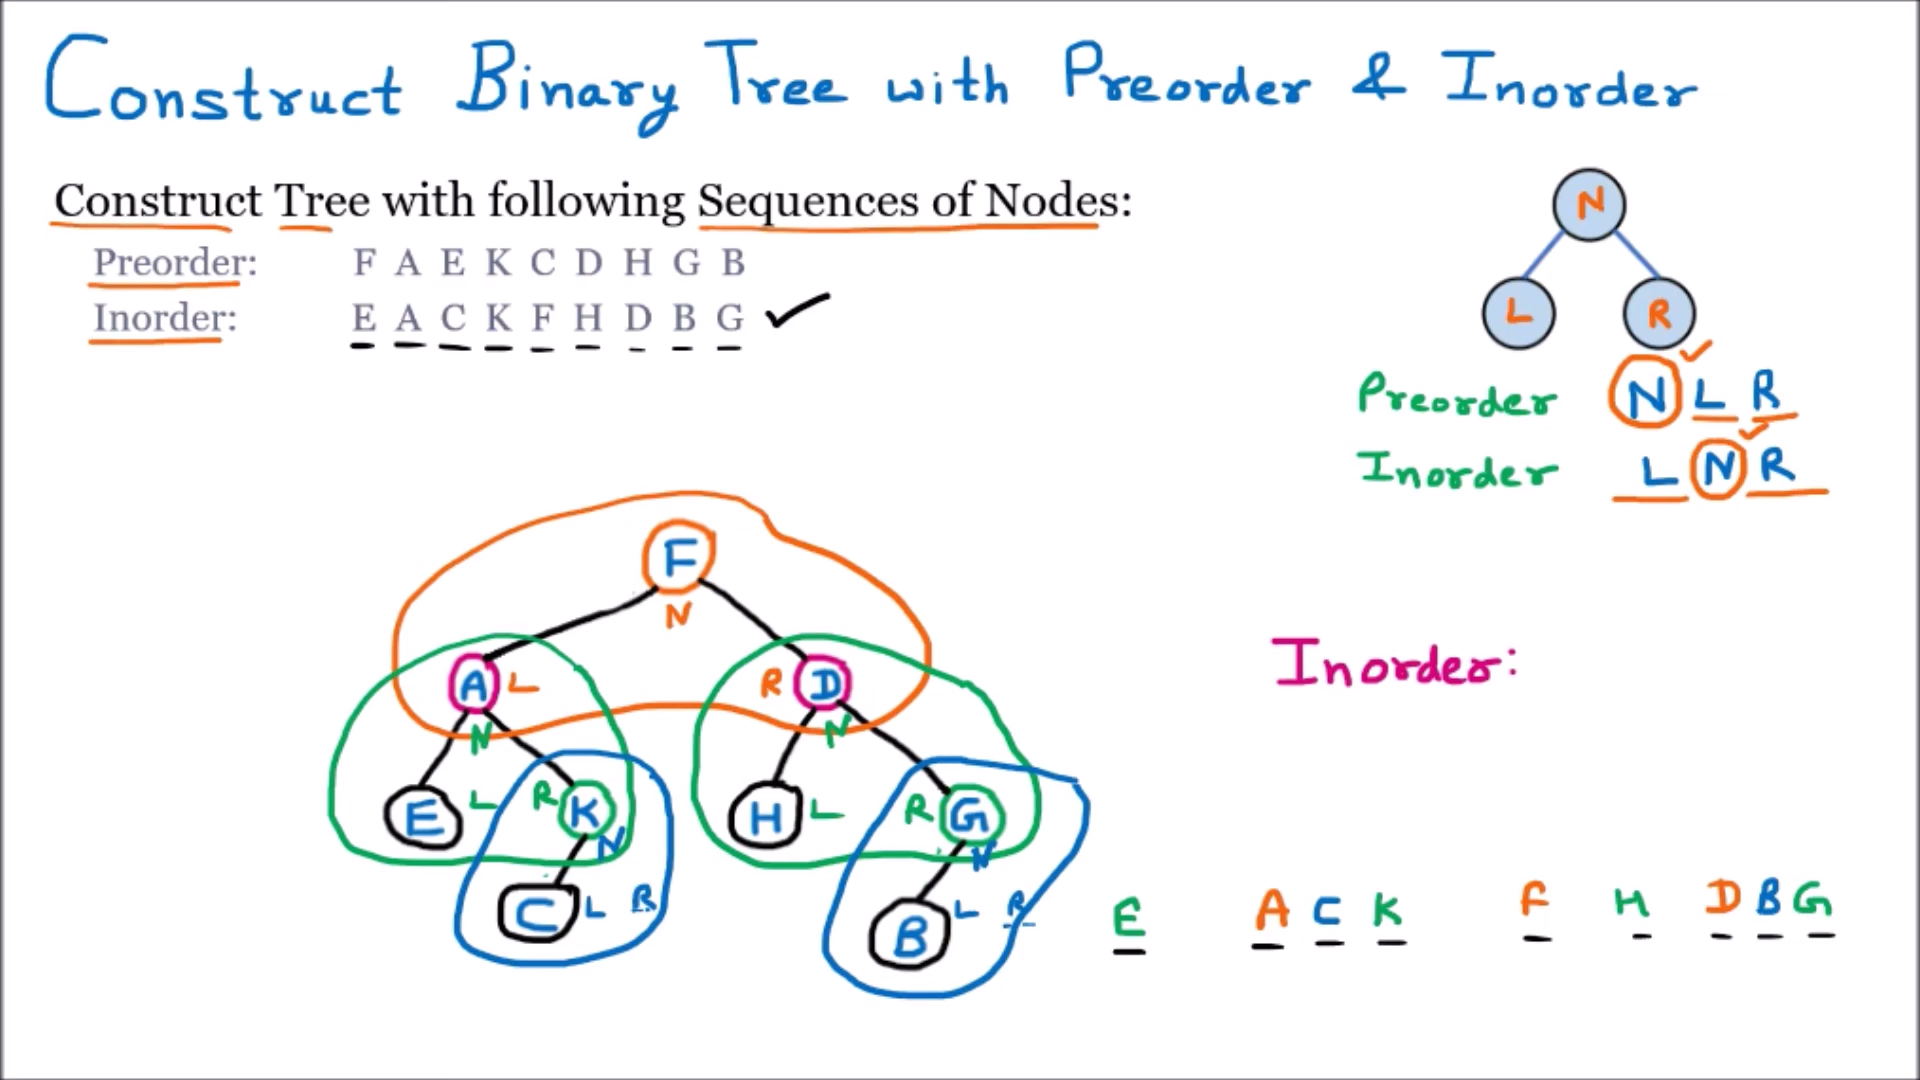 Construct Binary Tree with Preorder & Inorder
Construct Tree with following Sequences of Nodes:
Preorder: F A E K C D H G B
Inorder: E A C K F H D B G
N
L R
Preorder N L R
Inorder L N R
F
N
A L R D
N N
E L R K H L R G
N N
C L R B L R
Inorder:
E A C K F H D B G